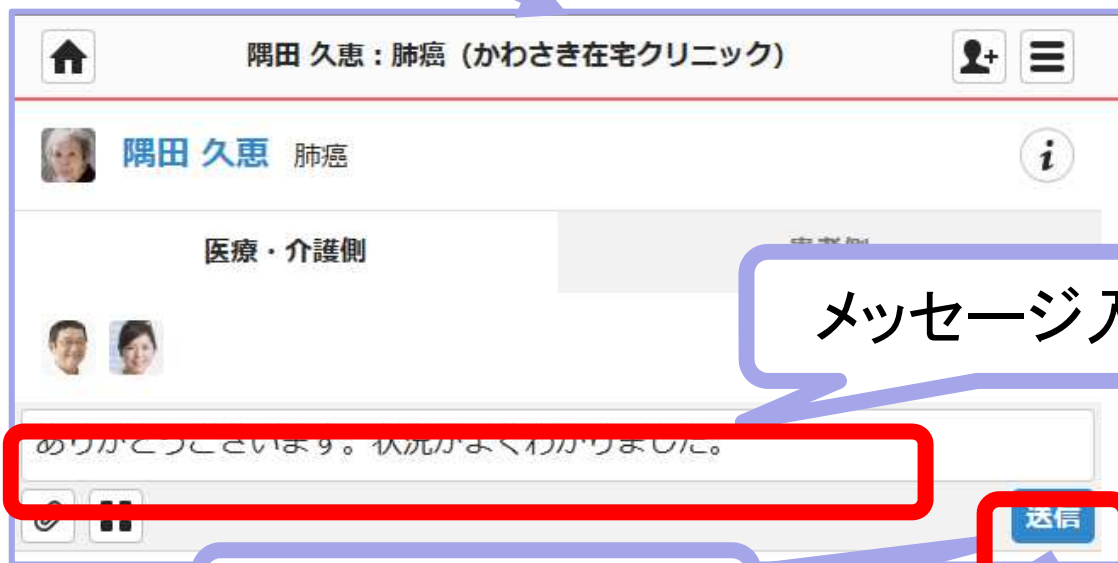 隅田 久恵：肺癌（かわさき在宅クリニック）
隅田 久恵 肺癌
医療・介護側
メッセージ
ありがとうございます。状況がよくわかりました。
送信